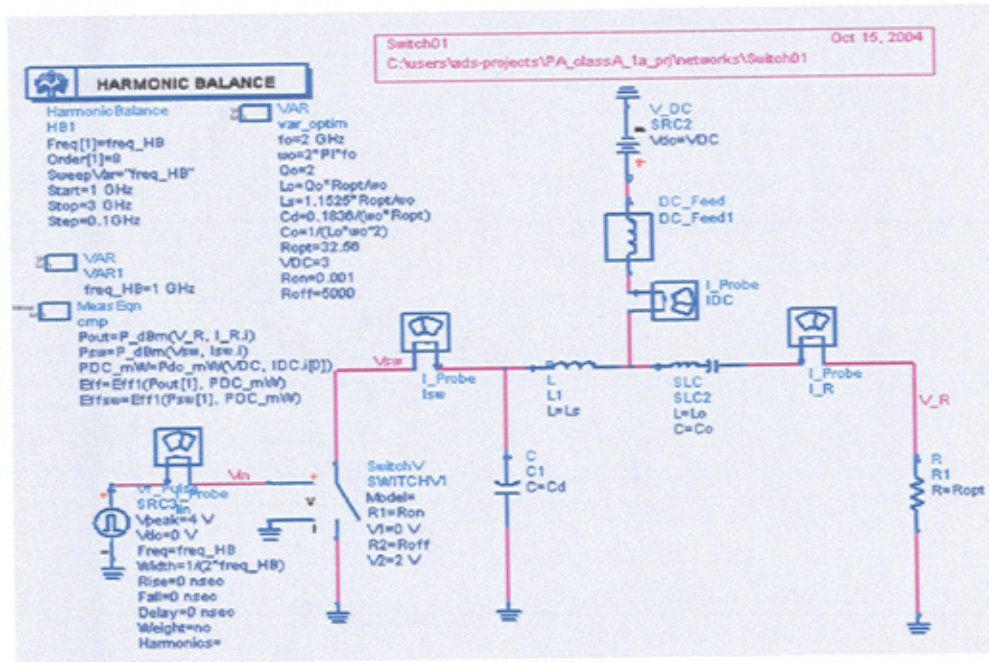 Switch01
Oct 15, 2004
C:\users\ads-projects\PA_classA_1a_prj\networks\Switch01
HARMONIC BALANCE
HarmonicBalance
HB1
Freq[1]=freq_HB
Order[1]=8
SweepVar="freq_HB"
Start=1 GHz
Stop=3 GHz
Step=0.1GHz
VAR
var_optim
fo=2 GHz
wo=2*PI*fo
Qo=2
Lo=Qo*Ropt/wo
Ls=1.1525*Ropt/wo
Cd=0.1836/(wo*Ropt)
Co=1/(Lo*wo^2)
Ropt=32.56
VDC=3
Ron=0.001
Roff=5000
VAR
VAR1
freq_HB=1 GHz
Meas Eqn
cmp
Pout=P_dBm(V_R, I_R.i)
Psw=P_dBm(Vsw, Isw.i)
PDC_mW=Pdc_mW(VDC, IDC.i[0])
Eff=Eff1(Pout[1], PDC_mW)
Effsw=Eff1(Psw[1], PDC_mW)
V_DC
SRC2
Vdc=VDC
DC_Feed
DC_Feed1
I_Probe
IDC
Vsw
I_Probe
Isw
L
L1
L=Ls
SLC
SLC2
L=Lo
C=Co
I_Probe
I_R
V_R
R
R1
R=Ropt
C
C1
C=Cd
Vin
I_Probe
SRC3
Vpeak=4 V
Vdc=0 V
Freq=freq_HB
Width=1/(2*freq_HB)
Rise=0 nsec
Fall=0 nsec
Delay=0 nsec
Weight=no
Harmonics=
SwitchV
SWITCHV1
Model=
R1=Ron
V1=0 V
R2=Roff
V2=2 V